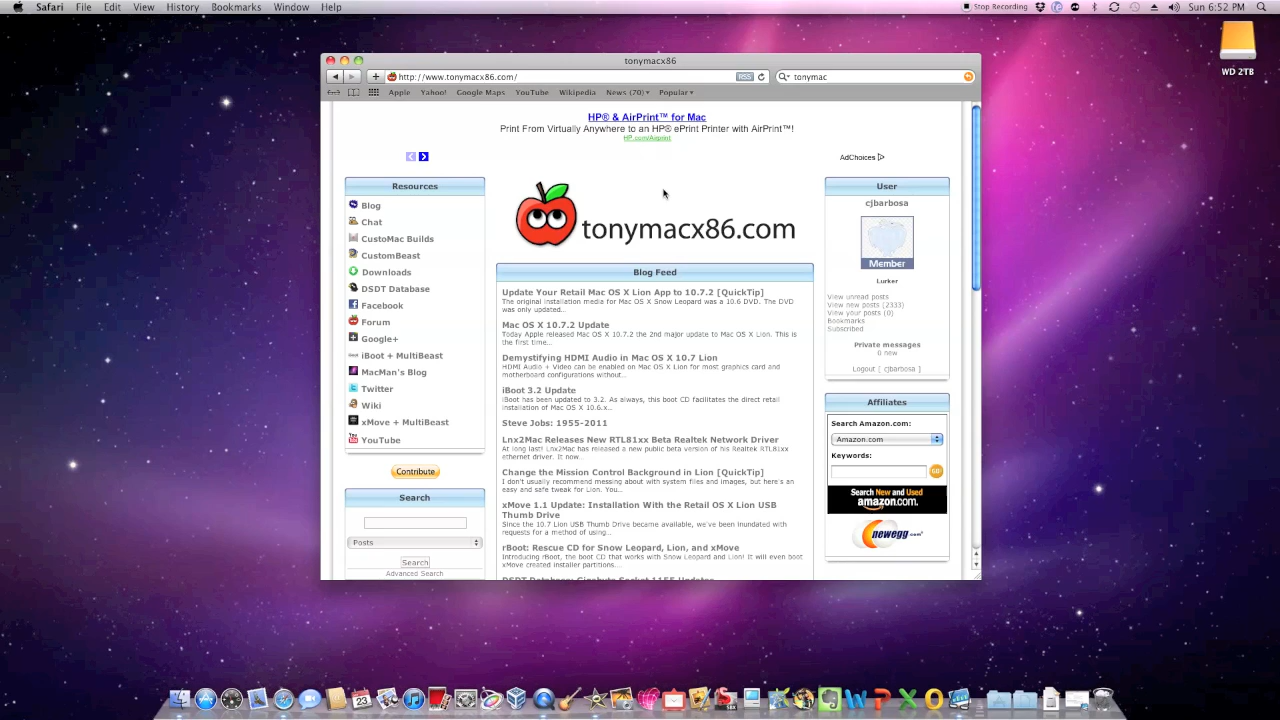 Safari File Edit View History Bookmarks Window Help
Stop Recording
Sun 6:52 PM
WD 2TB
tonymacx86
http://www.tonymacx86.com/
RSS
tonymac
Apple Yahoo! Google Maps YouTube Wikipedia News (70) Popular
HP® & AirPrint™ for Mac
Print From Virtually Anywhere to an HP® ePrint Printer with AirPrint™!
HP.com/Airprint
AdChoices
Resources
Blog
Chat
CustoMac Builds
CustomBeast
Downloads
DSDT Database
Facebook
Forum
Google+
iBoot + MultiBeast
MacMan's Blog
Twitter
Wiki
xMove + MultiBeast
YouTube
Contribute
Search
Posts
Search
Advanced Search
tonymacx86.com
Blog Feed
Update Your Retail Mac OS X Lion App to 10.7.2 [QuickTip]
The original installation media for Mac OS X Snow Leopard was a 10.6 DVD. The DVD
was only updated...
Mac OS X 10.7.2 Update
Today Apple released Mac OS X 10.7.2 the 2nd major update to Mac OS X Lion. This is
the first time...
Demystifying HDMI Audio in Mac OS X 10.7 Lion
HDMI Audio + Video can be enabled on Mac OS X Lion for most graphics card and
motherboard configurations without...
iBoot 3.2 Update
iBoot has been updated to 3.2. As always, this boot CD facilitates the direct retail
installation of Mac OS 10.6.x...
Steve Jobs: 1955-2011
Lnx2Mac Releases New RTL81xx Beta Realtek Network Driver
At long last! Lnx2Mac has released a new public beta version of his Realtek RTL81xx
ethernet driver. It now...
Change the Mission Control Background in Lion [QuickTip]
I don't usually recommend messing about with system files and images, but here's an
easy and safe tweak for Lion. You...
xMove 1.1 Update: Installation With the Retail OS X Lion USB
Thumb Drive
Since the 10.7 Lion USB Thumb Drive became available, we've been inundated with
requests for a method of using...
rBoot: Rescue CD for Snow Leopard, Lion, and xMove
Introducing rBoot, the boot CD that works with Snow Leopard and Lion! It will even boot
xMove created installer partitions....
DSDT Database: Gigabyte Socket 1155 Updates
User
cjbarbosa
Member
Lurker
View unread posts
View new posts (2333)
View your posts (0)
Bookmarks
Subscribed
Private messages
0 new
Logout [ cjbarbosa ]
Affiliates
Search Amazon.com:
Amazon.com
Keywords:
GO!
Search New and Used
amazon.com.
newegg.com